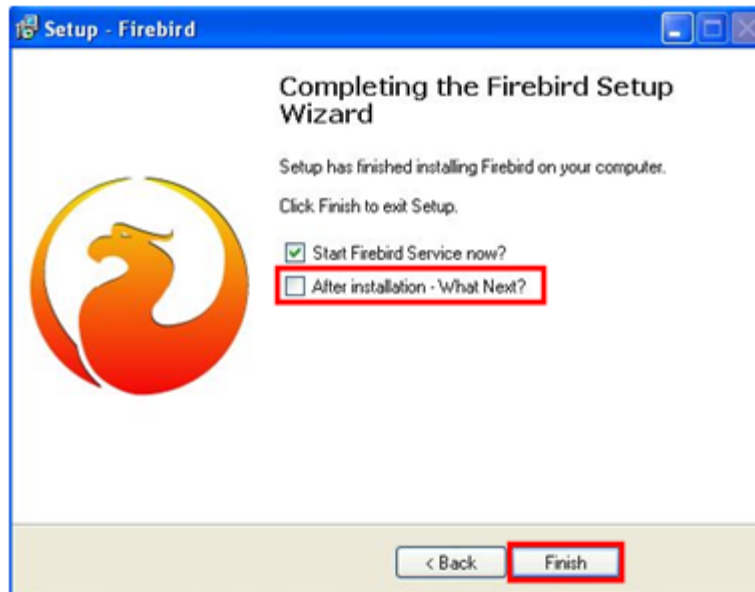 Setup - Firebird
Completing the Firebird Setup
Wizard
Setup has finished installing Firebird on your computer.
Click Finish to exit Setup.
Start Firebird Service now?
After installation - What Next?
< Back
Finish